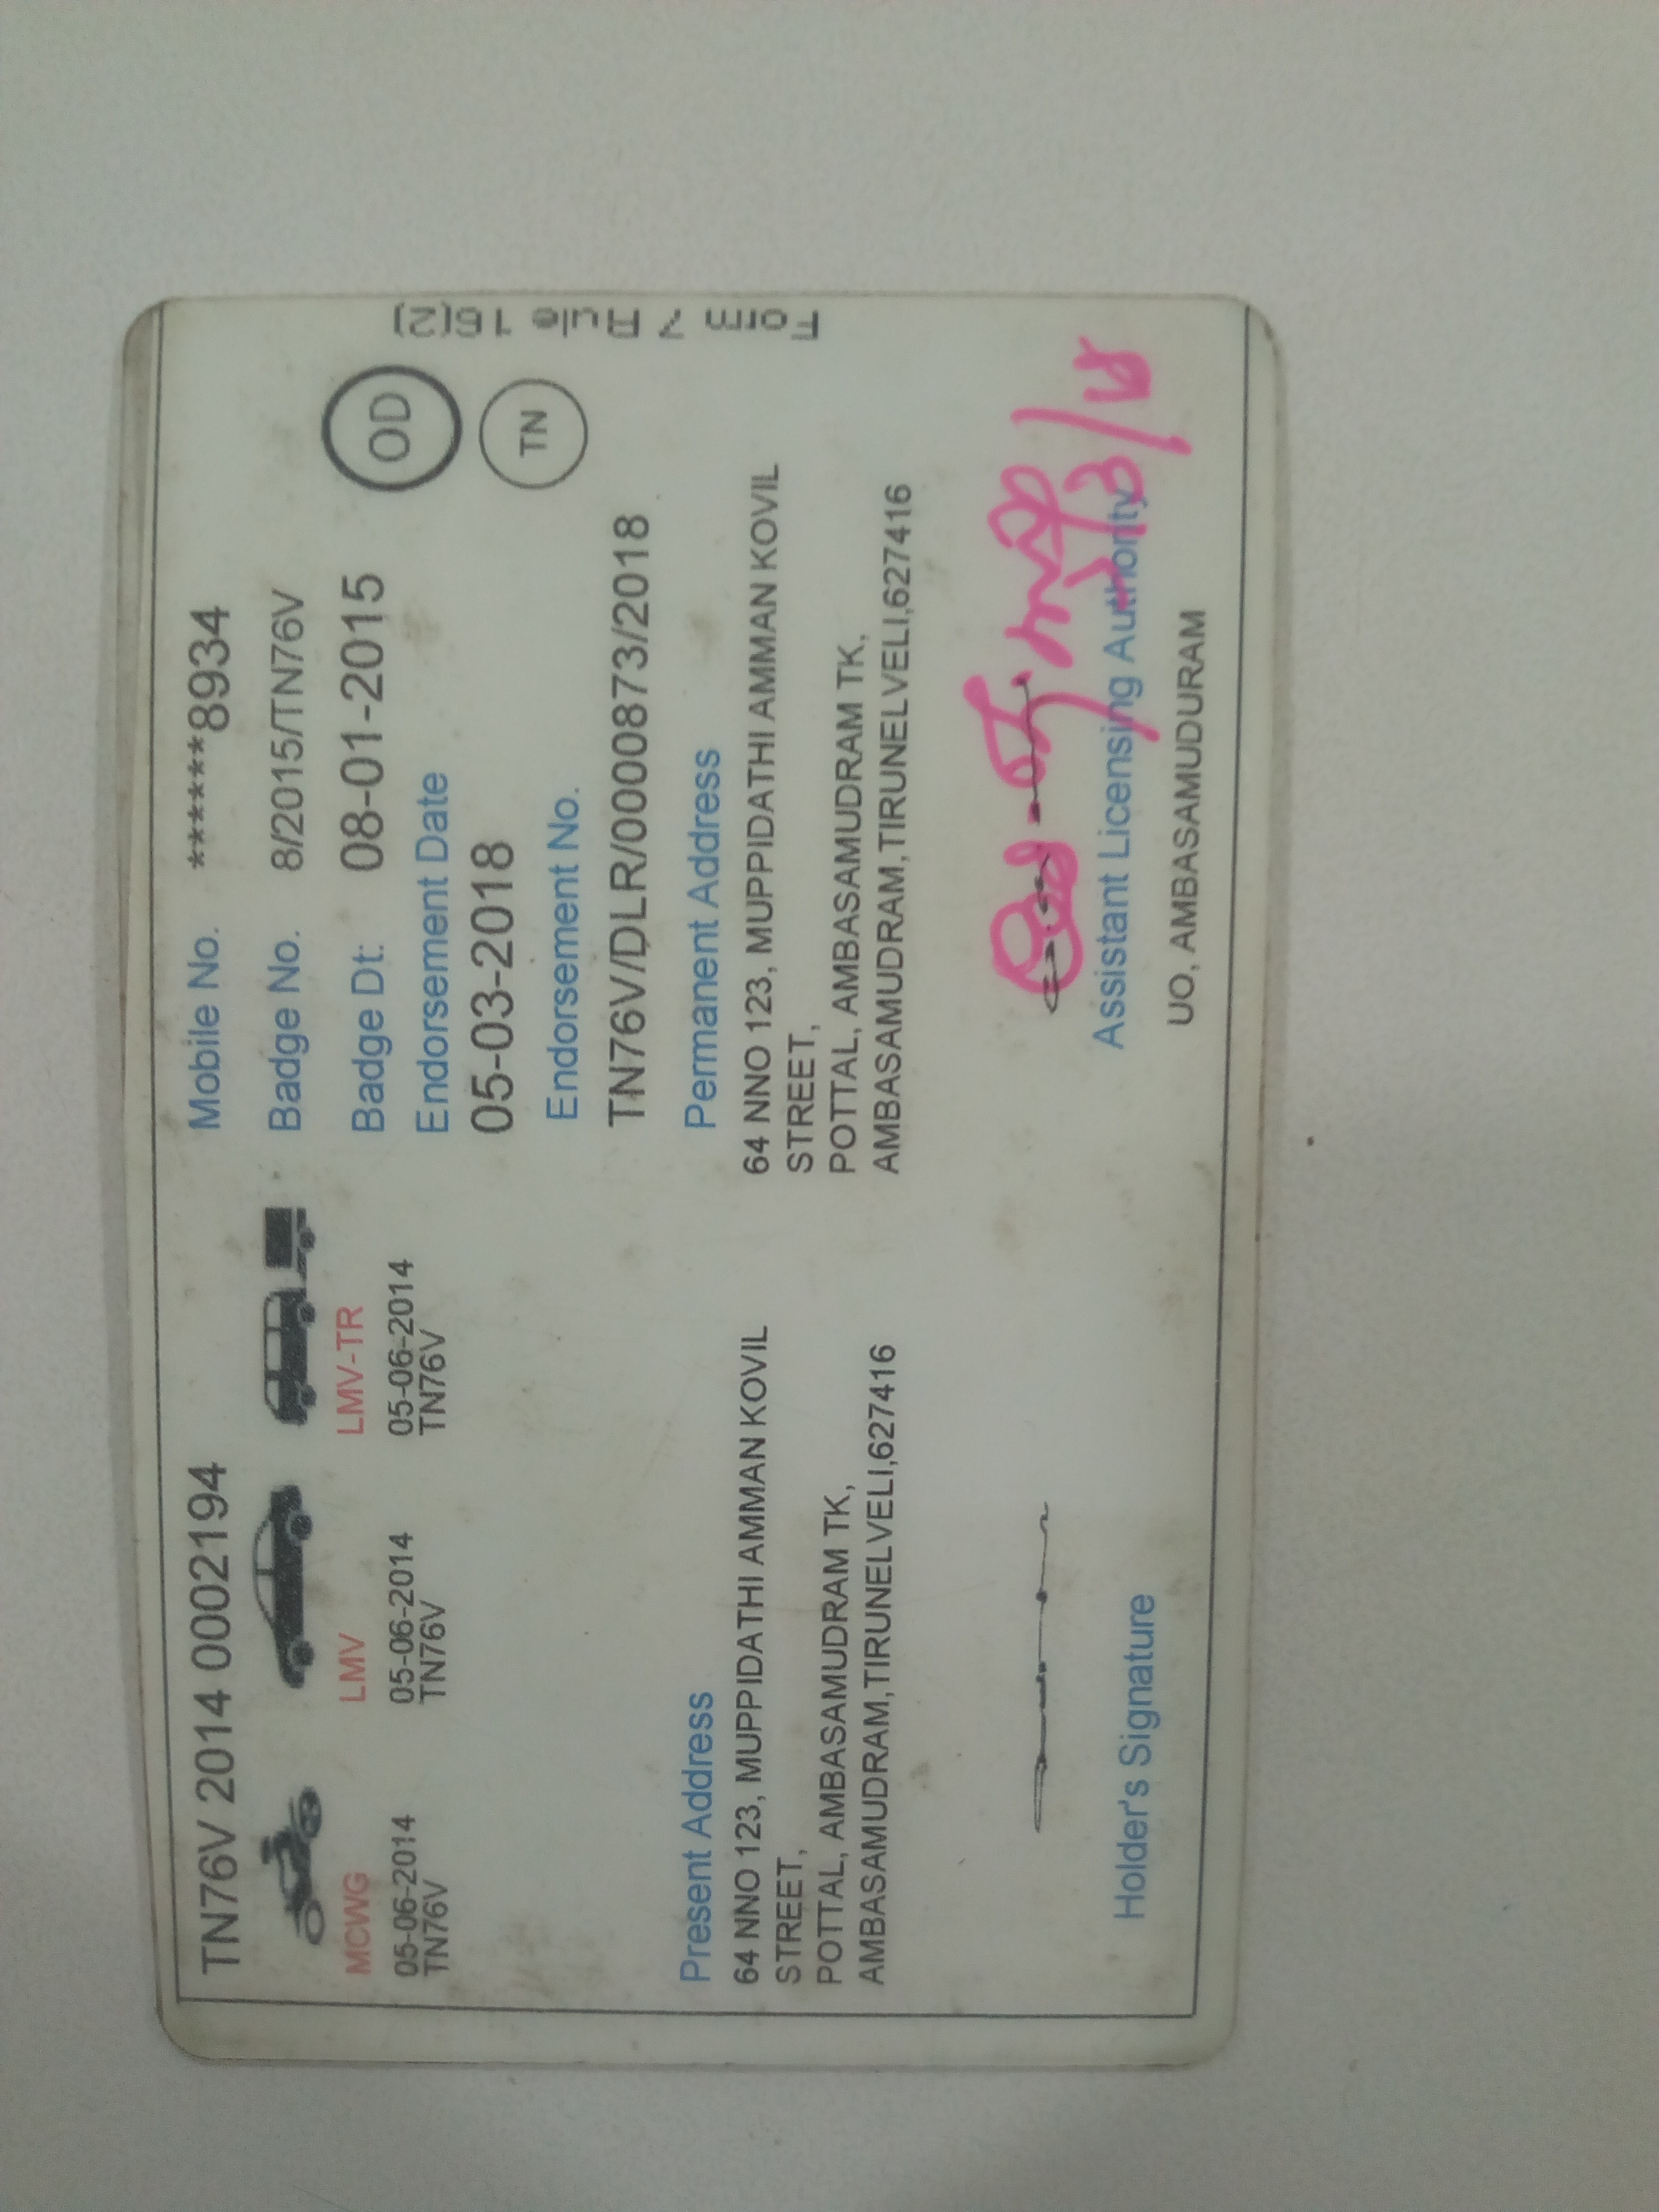 TN76V 2014 0002194
MCWG
05-06-2014
TN76V
LMV
05-06-2014
TN76V
LMV-TR
05-06-2014
TN76V
Mobile No. ******8934
Badge No. 8/2015/TN76V
Badge Dt: 08-01-2015
Endorsement Date
05-03-2018
Endorsement No.
TN76V/DLR/0000873/2018
OD
TN
Form 7 Rule 16(2)
Present Address
64 NNO 123, MUPPIDATHI AMMAN KOVIL
STREET,
POTTAL, AMBASAMUDRAM TK,
AMBASAMUDRAM,TIRUNELVELI,627416
Permanent Address
64 NNO 123, MUPPIDATHI AMMAN KOVIL
STREET,
POTTAL, AMBASAMUDRAM TK,
AMBASAMUDRAM,TIRUNELVELI,627416
Holder's Signature
Assistant Licensing Authority
UO, AMBASAMUDURAM